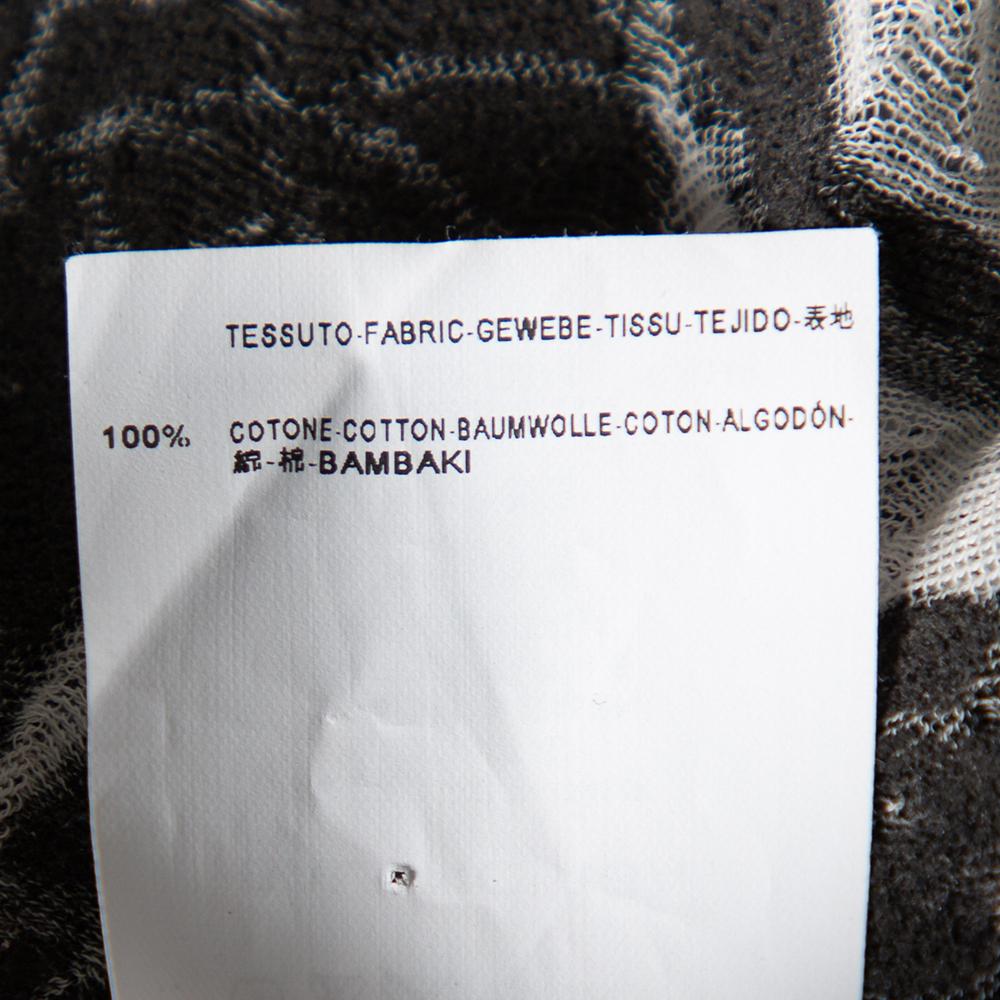 TESSUTO-FABRIC-GEWEBE-TISSU-TEJIDO-表地
100% COTONE-COTTON-BAUMWOLLE-COTON-ALGODÓN-
綿-棉-BAMBAKI